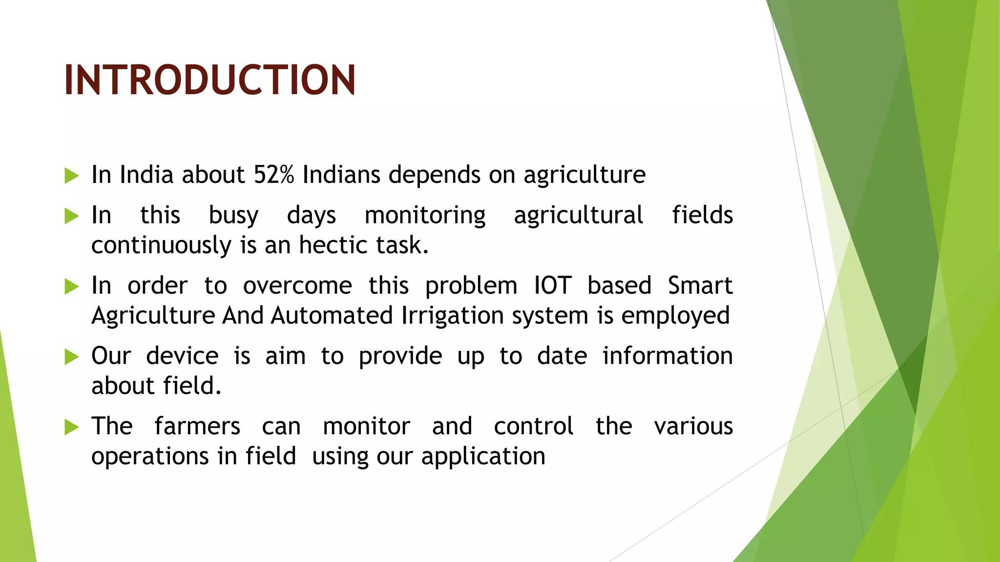 INTRODUCTION
In India about 52% Indians depends on agriculture
In this busy days monitoring agricultural fields
continuously is an hectic task.
In order to overcome this problem IOT based Smart
Agriculture And Automated Irrigation system is employed
Our device is aim to provide up to date information
about field.
The farmers can monitor and control the various
operations in field  using our application